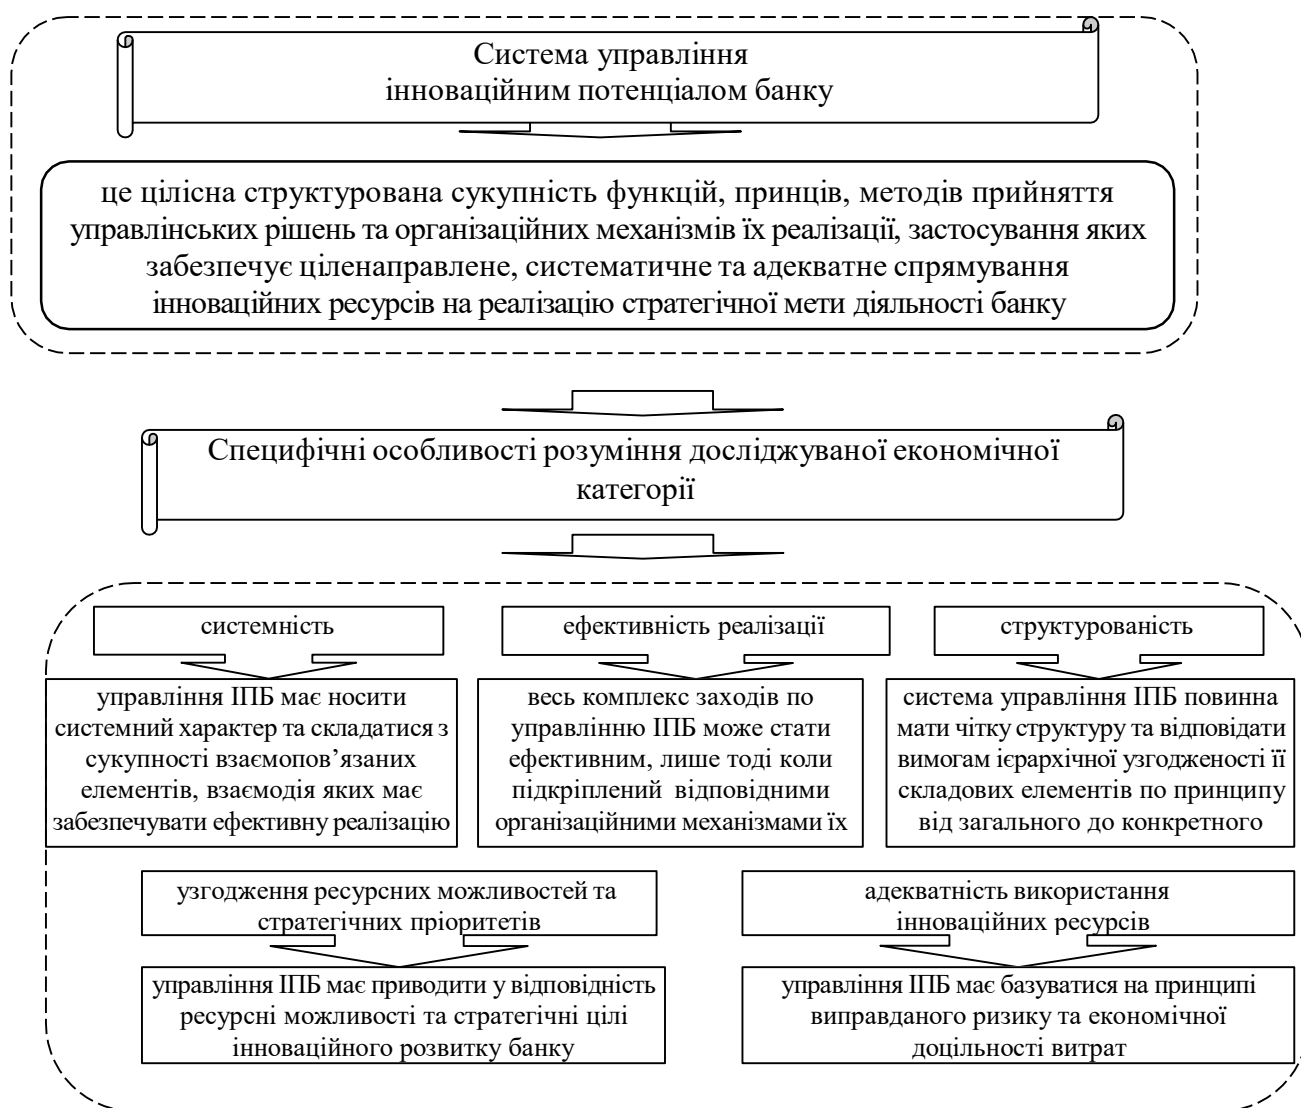 Система управління
інноваційним потенціалом банку
це цілісна структурована сукупність функцій, принців, методів прийняття
управлінських рішень та організаційних механізмів їх реалізації, застосування яких
забезпечує ціленаправлене, систематичне та адекватне спрямування
інноваційних ресурсів на реалізацію стратегічної мети діяльності банку
Специфічні особливості розуміння досліджуваної економічної
категорії
системність
управління ІПБ має носити
системний характер та складатися з
сукупності взаємопов’язаних
елементів, взаємодія яких має
забезпечувати ефективну реалізацію
ефективність реалізації
весь комплекс заходів по
управлінню ІПБ може стати
ефективним, лише тоді коли
підкріплений відповідними
організаційними механізмами їх
структурованість
система управління ІПБ повинна
мати чітку структуру та відповідати
вимогам ієрархічної узгодженості її
складових елементів по принципу
від загального до конкретного
узгодження ресурсних можливостей та
стратегічних пріоритетів
управління ІПБ має приводити у відповідність
ресурсні можливості та стратегічні цілі
інноваційного розвитку банку
адекватність використання
інноваційних ресурсів
управління ІПБ має базуватися на принципі
виправданого ризику та економічної
доцільності витрат